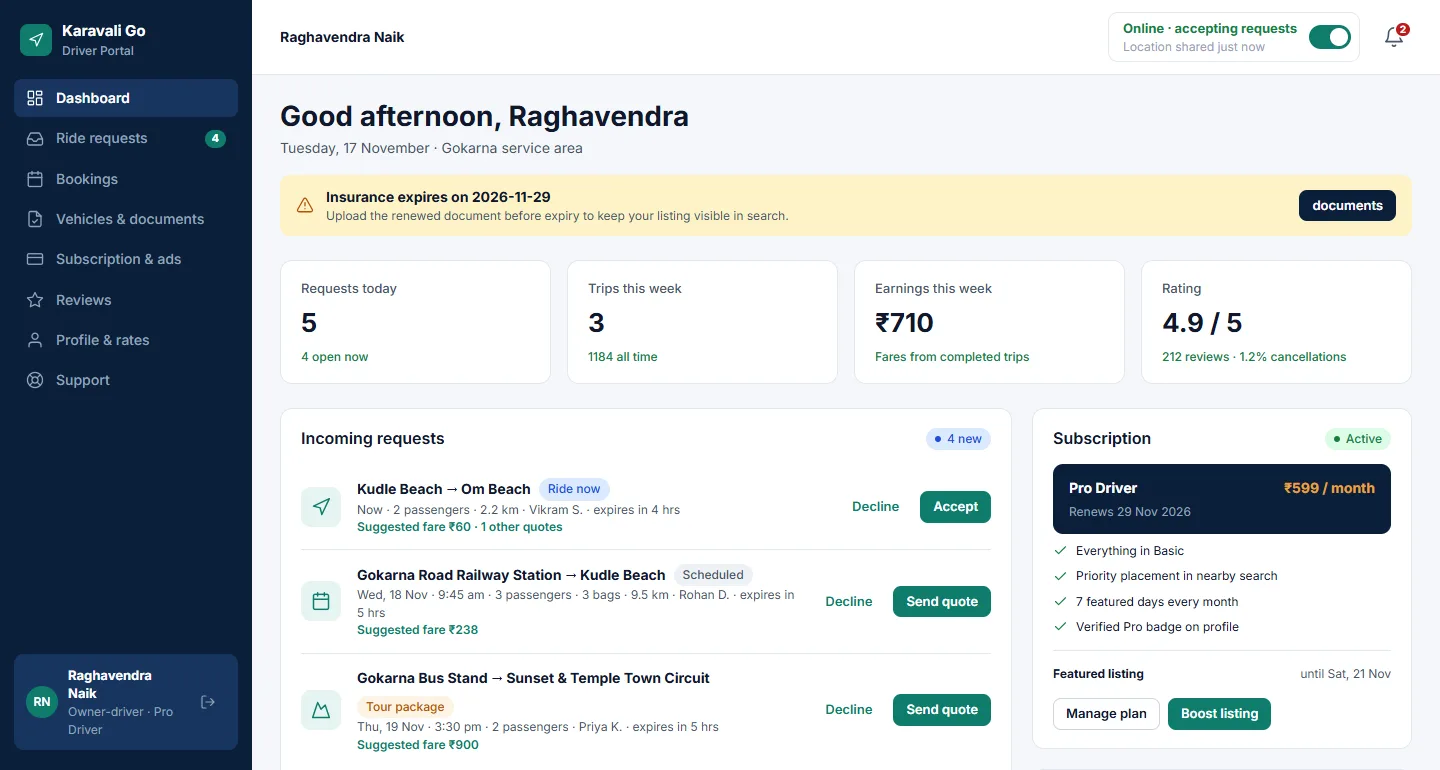 Karavali Go
Driver Portal
Dashboard
Ride requests
4
Bookings
Vehicles & documents
Subscription & ads
Reviews
Profile & rates
Support
RN
Raghavendra
Naik
Owner-driver · Pro
Driver
Raghavendra Naik
Online · accepting requests
Location shared just now
2
Good afternoon, Raghavendra
Tuesday, 17 November · Gokarna service area
Insurance expires on 2026-11-29
Upload the renewed document before expiry to keep your listing visible in search.
documents
Requests today
5
4 open now
Trips this week
3
1184 all time
Earnings this week
₹710
Fares from completed trips
Rating
4.9 / 5
212 reviews · 1.2% cancellations
Incoming requests
4 new
Kudle Beach → Om Beach
Ride now
Now · 2 passengers · 2.2 km · Vikram S. · expires in 4 hrs
Suggested fare ₹60 · 1 other quotes
Decline
Accept
Gokarna Road Railway Station → Kudle Beach
Scheduled
Wed, 18 Nov · 9:45 am · 3 passengers · 3 bags · 9.5 km · Rohan D. · expires in
5 hrs
Suggested fare ₹238
Decline
Send quote
Gokarna Bus Stand → Sunset & Temple Town Circuit
Tour package
Thu, 19 Nov · 3:30 pm · 2 passengers · Priya K. · expires in 5 hrs
Suggested fare ₹900
Decline
Send quote
Subscription
Active
Pro Driver
₹599 / month
Renews 29 Nov 2026
Everything in Basic
Priority placement in nearby search
7 featured days every month
Verified Pro badge on profile
Featured listing
until Sat, 21 Nov
Manage plan
Boost listing